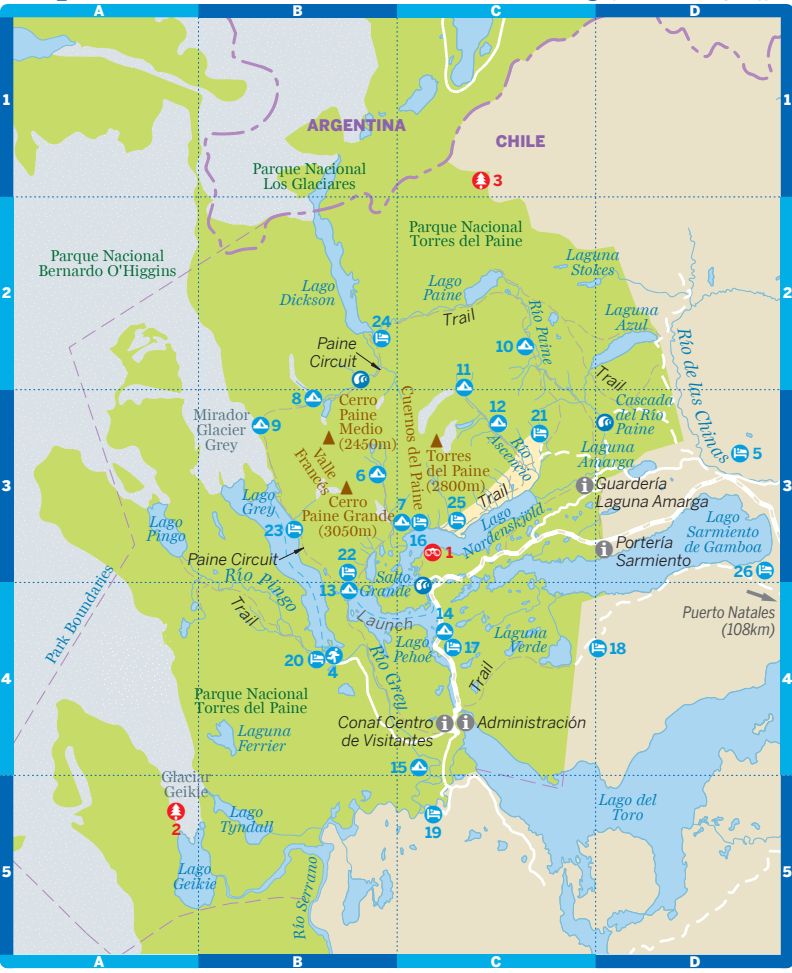 A
B
C
D
1
1
ARGENTINA
CHILE
3
Parque Nacional
Los Glaciares
Parque Nacional
Torres del Paine
Parque Nacional
Bernardo O'Higgins
Laguna
Stokes
2
2
Lago
Dickson
Lago
Paine
Trail
Río Paine
Laguna
Azul
24
Paine
Circuit
10
Río de las Chinas
11
Trail
8
Cerro
Paine
Medio
(2450m)
Cuernos del Paine
12
21
Cascada
del Río
Paine
Mirador
Glacier
Grey
9
Valle
Francés
Torres
del Paine
(2800m)
Río
Ascencio
Laguna
Amarga
5
6
3
3
Guardería
Laguna Amarga
Lago
Grey
Cerro
Paine Grande
(3050m)
Trail
25
Lago
Nordenskjöld
Lago
Pingo
23
7
16
1
Lago
Sarmiento
de Gamboa
Portería
Sarmiento
Paine Circuit
22
26
Río Pingo
13
Salto
Grande
Puerto Natales
(108km)
Park Boundaries
Trail
Launch
14
Lago
Pehoé
17
Laguna
Verde
18
20
4
Río Grey
Trail
4
4
Parque Nacional
Torres del Paine
Conaf Centro
de Visitantes
Administración
Laguna
Ferrier
15
Glaciar
Geikie
2
Lago
Tyndall
19
Lago del
Toro
5
5
Lago
Geikie
Río Serrano
A
B
C
D